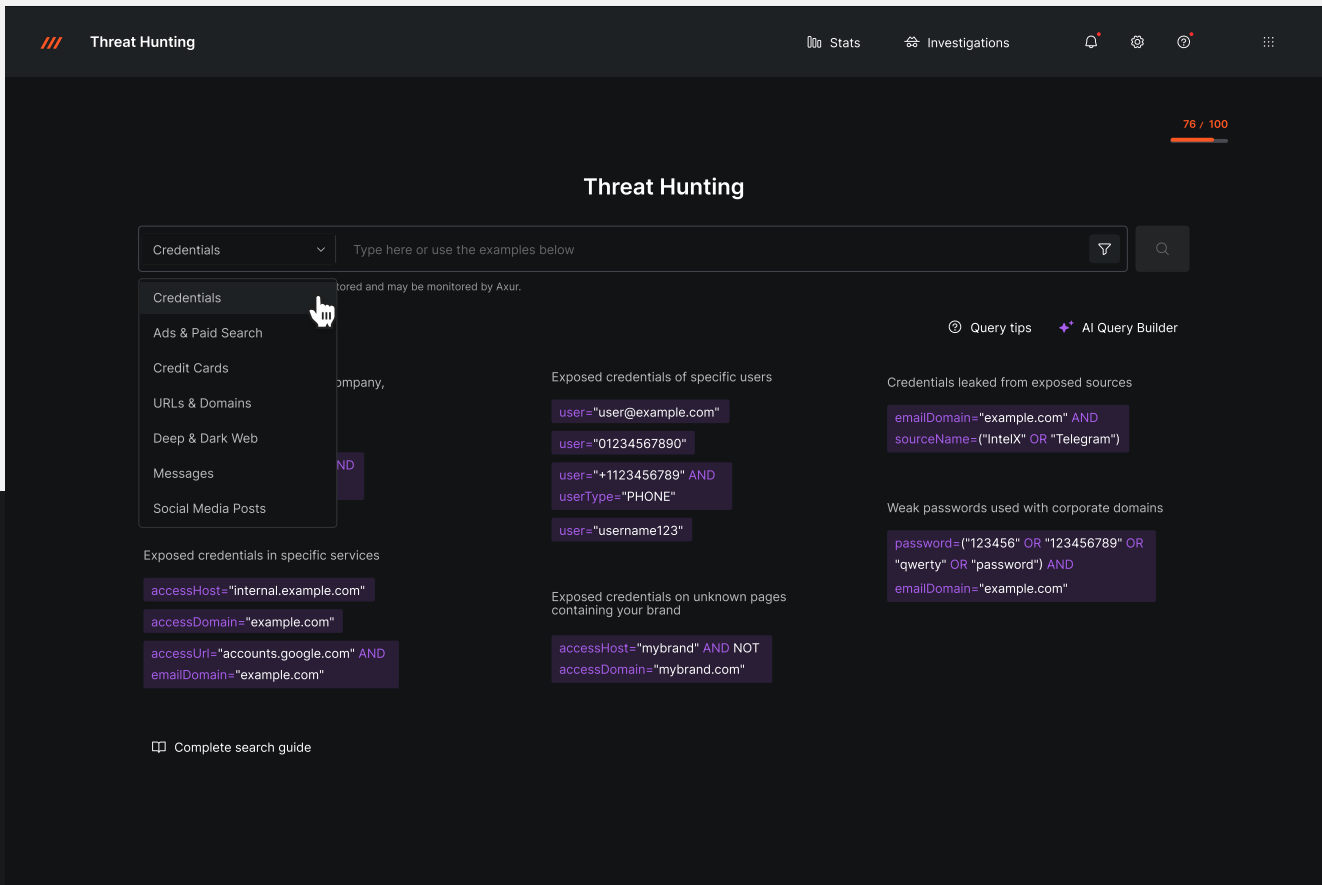 Threat Hunting
Stats
Investigations
76 / 100
Threat Hunting
Credentials
Type here or use the examples below
tored and may be monitored by Axur.
Credentials
Ads & Paid Search
Credit Cards
URLs & Domains
Deep & Dark Web
Messages
Social Media Posts
Query tips
AI Query Builder
ompany,
ND
Exposed credentials in specific services
accessHost="internal.example.com"
accessDomain="example.com"
accessUrl="accounts.google.com" AND
emailDomain="example.com"
Exposed credentials of specific users
user="user@example.com"
user="01234567890"
user="+1123456789" AND
userType="PHONE"
user="username123"
Exposed credentials on unknown pages
containing your brand
accessHost="mybrand" AND NOT
accessDomain="mybrand.com"
Credentials leaked from exposed sources
emailDomain="example.com" AND
sourceName=("IntelX" OR "Telegram")
Weak passwords used with corporate domains
password=("123456" OR "123456789" OR
"qwerty" OR "password") AND
emailDomain="example.com"
Complete search guide